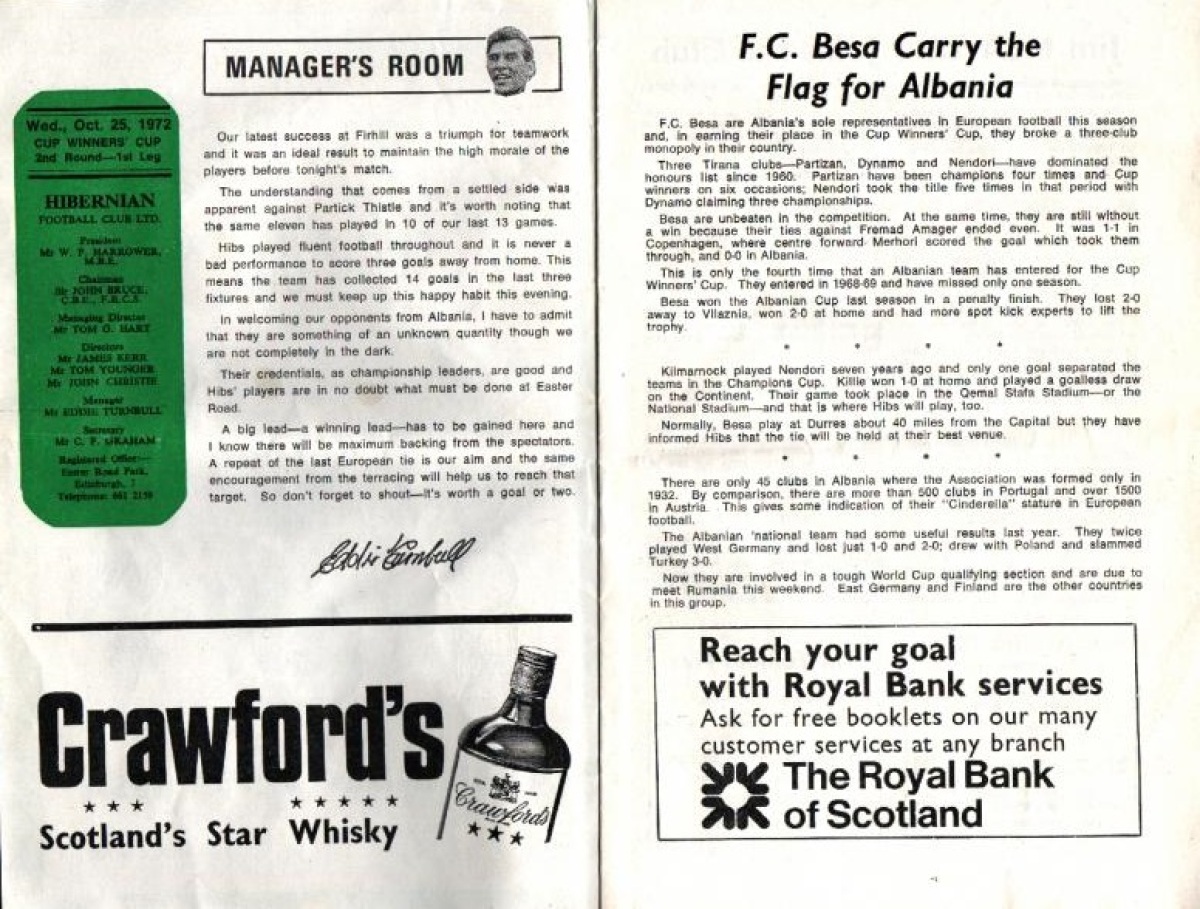 MANAGER'S ROOM
Wed., Oct. 25, 1972
CUP WINNERS' CUP
2nd Round—1st Leg
HIBERNIAN
FOOTBALL CLUB LTD.
President
Mr W. P. HARROWER,
M.B.E.
Chairman
Sir JOHN BRUCE,
C.B.E., F.R.C.S.
Managing Director
Mr TOM O. HART
Directors
Mr JAMES KERR
Mr TOM YOUNGER
Mr JOHN CHRISTIE
Manager
Mr EDDIE TURNBULL
Secretary
Mr C. F. GRAHAM
Registered Office—
Easter Road Park,
Edinburgh, 7
Telephone: 661 2159
Our latest success at Firhill was a triumph for teamwork
and it was an ideal result to maintain the high morale of the
players before tonight's match.
The understanding that comes from a settled side was
apparent against Partick Thistle and it's worth noting that
the same eleven has played in 10 of our last 13 games.
Hibs played fluent football throughout and it is never a
bad performance to score three goals away from home. This
means the team has collected 14 goals in the last three
fixtures and we must keep up this happy habit this evening.
In welcoming our opponents from Albania, I have to admit
that they are something of an unknown quantity though we
are not completely in the dark.
Their credentials, as championship leaders, are good and
Hibs' players are in no doubt what must be done at Easter
Road.
A big lead—a winning lead—has to be gained here and
I know there will be maximum backing from the spectators.
A repeat of the last European tie is our aim and the same
encouragement from the terracing will help us to reach that
target. So don't forget to shout—it's worth a goal or two.
Eddie Turnbull
Crawford's
Scotland's Star Whisky
Crawford's
F.C. Besa Carry the
Flag for Albania
F.C. Besa are Albania's sole representatives in European football this season
and, in earning their place in the Cup Winners' Cup, they broke a three-club
monopoly in their country.
Three Tirana clubs—Partizan, Dynamo and Nendori—have dominated the
honours list since 1960. Partizan have been champions four times and Cup
winners on six occasions; Nendori took the title five times in that period with
Dynamo claiming three championships.
Besa are unbeaten in the competition. At the same time, they are still without
a win because their ties against Fremad Amager ended even. It was 1-1 in
Copenhagen, where centre forward Merhori scored the goal which took them
through, and 0-0 in Albania.
This is only the fourth time that an Albanian team has entered for the Cup
Winners' Cup. They entered in 1968-69 and have missed only one season.
Besa won the Albanian Cup last season in a penalty finish. They lost 2-0
away to Vllaznia, won 2-0 at home and had more spot kick experts to lift the
trophy.
* * * *
Kilmarnock played Nendori seven years ago and only one goal separated the
teams in the Champions Cup. Killie won 1-0 at home and played a goalless draw
on the Continent. Their game took place in the Qemal Stafa Stadium—or the
National Stadium—and that is where Hibs will play, too.
Normally, Besa play at Durres about 40 miles from the Capital but they have
informed Hibs that the tie will be held at their best venue.
* * * *
There are only 45 clubs in Albania where the Association was formed only in
1932. By comparison, there are more than 500 clubs in Portugal and over 1500
in Austria. This gives some indication of their "Cinderella" stature in European
football.
The Albanian 'national team had some useful results last year. They twice
played West Germany and lost just 1-0 and 2-0; drew with Poland and slammed
Turkey 3-0.
Now they are involved in a tough World Cup qualifying section and are due to
meet Rumania this weekend. East Germany and Finland are the other countries
in this group.
Reach your goal
with Royal Bank services
Ask for free booklets on our many
customer services at any branch
The Royal Bank
of Scotland